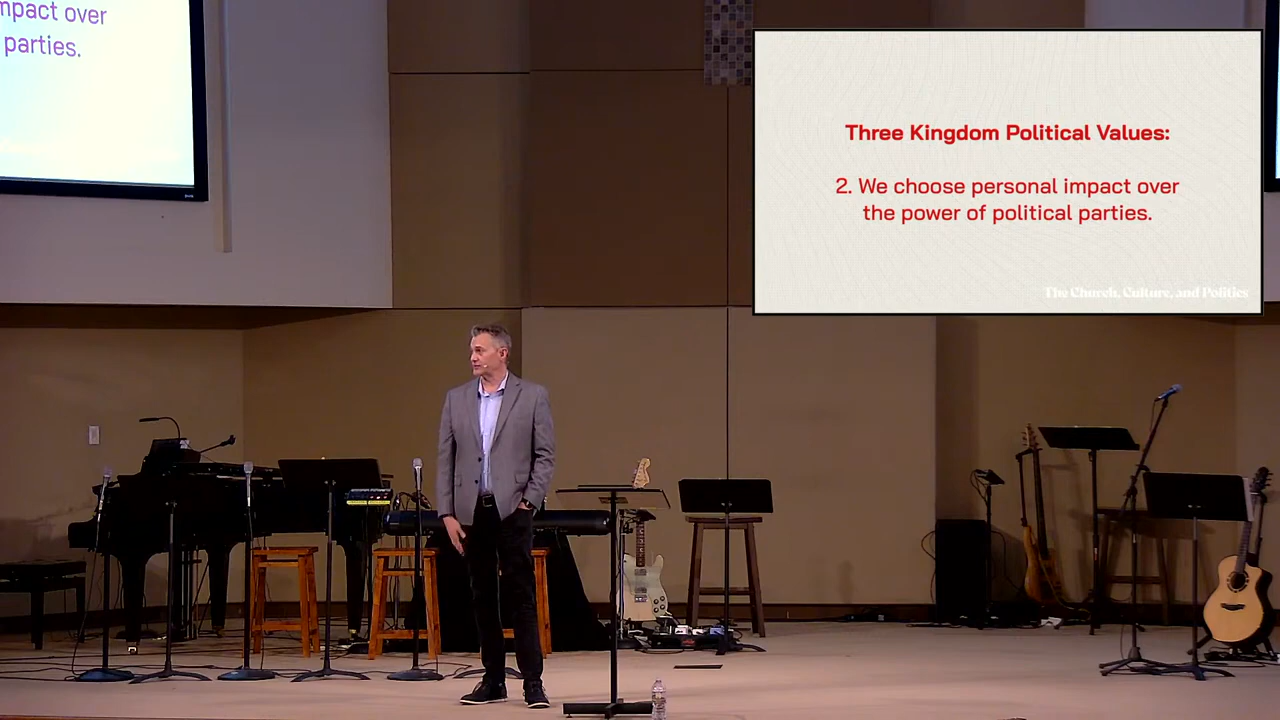 mpact over
parties.
Three Kingdom Political Values:
2. We choose personal impact over
the power of political parties.
The Church, Culture, and Politics